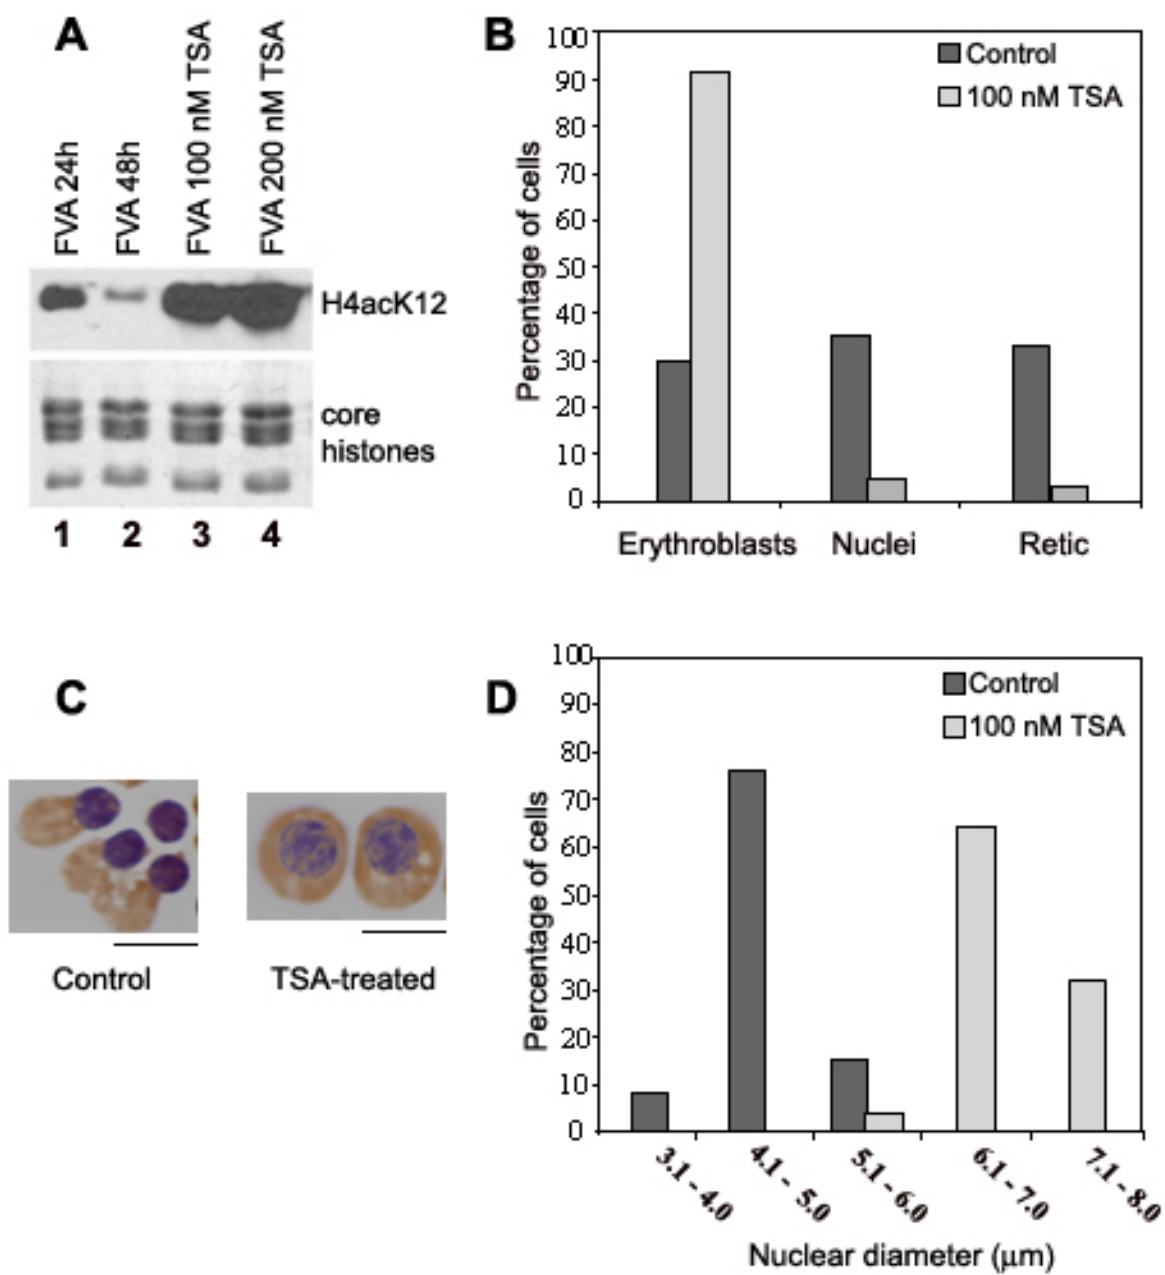 A
FVA 24h
FVA 48h
FVA 100 nM TSA
FVA 200 nM TSA
H4acK12
core
histones
1 2 3 4
B
Control
100 nM TSA
Percentage of cells
100
90
80
70
60
50
40
30
20
10
0
Erythroblasts Nuclei Retic
C
Control
TSA-treated
D
Control
100 nM TSA
Percentage of cells
100
90
80
70
60
50
40
30
20
10
0
3.1 - 4.0
4.1 - 5.0
5.1 - 6.0
6.1 - 7.0
7.1 - 8.0
Nuclear diameter (µm)